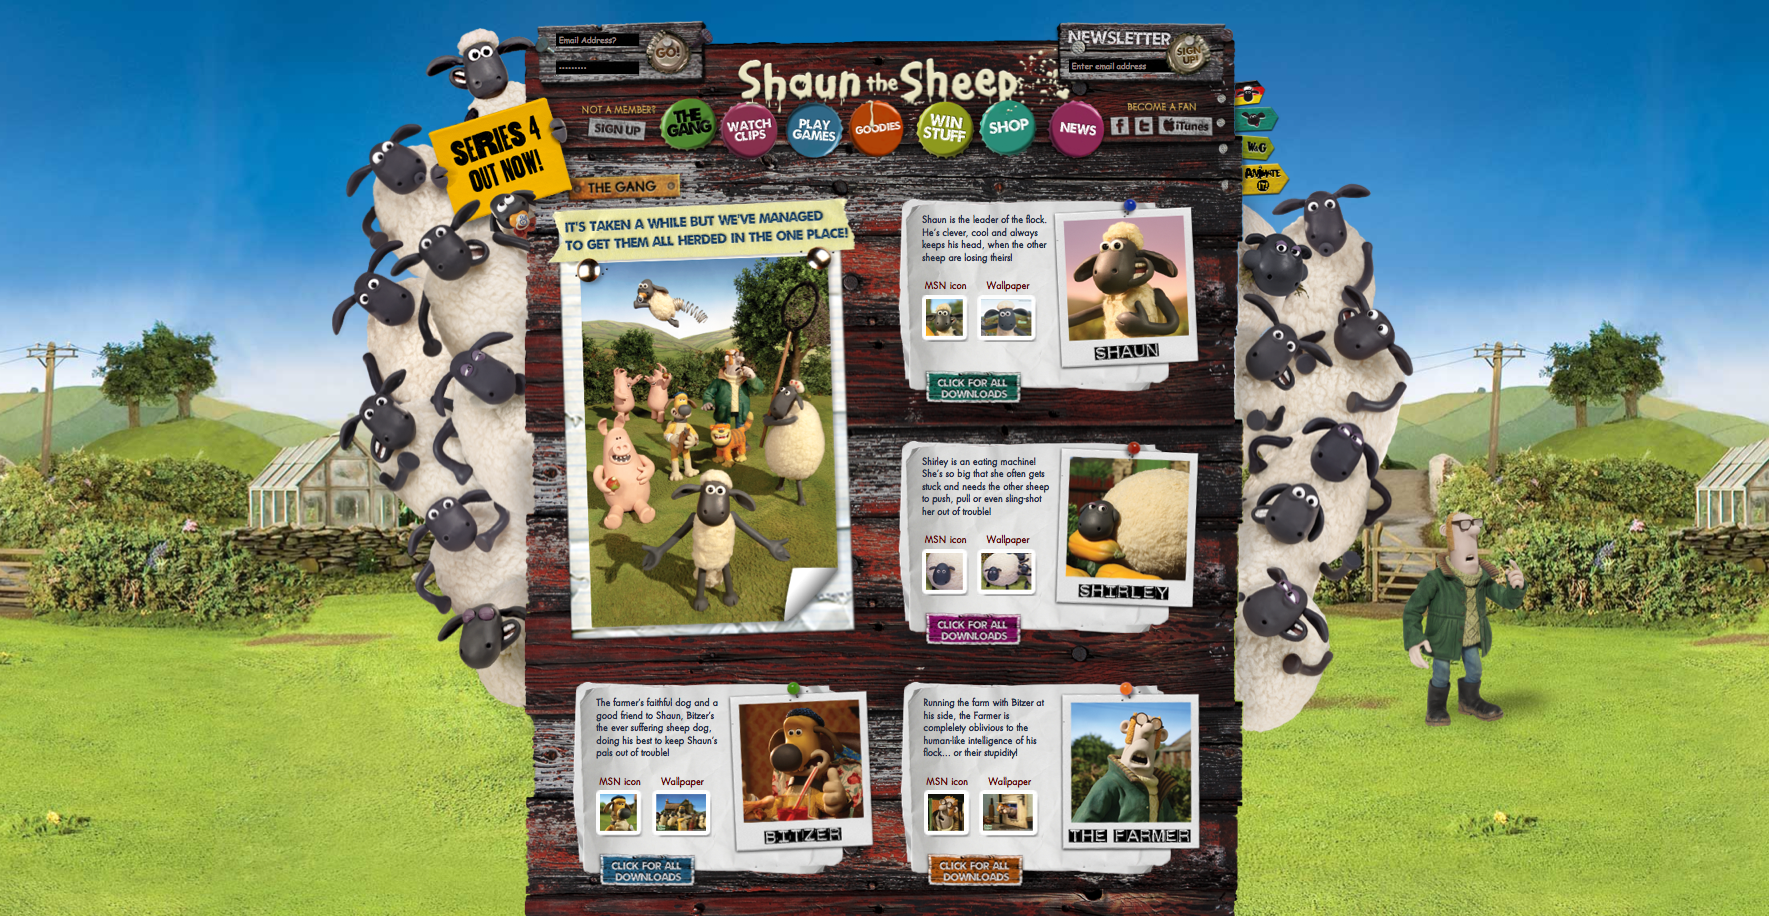 Email Address?
GO!
NEWSLETTER
SIGN UP!
Enter email address
Shaun the Sheep
NOT A MEMBER?
SIGN UP
THE GANG
WATCH CLIPS
PLAY GAMES
GOODIES
WIN STUFF
SHOP
NEWS
BECOME A FAN
f
t
iTunes
SERIES 4
OUT NOW!
W&G
ANIMATE
IT!
THE GANG
IT'S TAKEN A WHILE BUT WE'VE MANAGED
TO GET THEM ALL HERDED IN THE ONE PLACE!
Shaun is the leader of the flock.
He's clever, cool and always
keeps his head, when the other
sheep are losing theirs!
MSN icon
Wallpaper
SHAUN
CLICK FOR ALL
DOWNLOADS
Shirley is an eating machine!
She's so big that she often gets
stuck and needs the other sheep
to push, pull or even sling-shot
her out of trouble!
MSN icon
Wallpaper
SHIRLEY
CLICK FOR ALL
DOWNLOADS
The farmer's faithful dog and a
good friend to Shaun, Bitzer's
the ever suffering sheep dog,
doing his best to keep Shaun's
pals out of trouble!
MSN icon
Wallpaper
BITZER
CLICK FOR ALL
DOWNLOADS
Running the farm with Bitzer at
his side, the Farmer is
complelety oblivious to the
human-like intelligence of his
flock... or their stupidity!
MSN icon
Wallpaper
THE FARMER
CLICK FOR ALL
DOWNLOADS